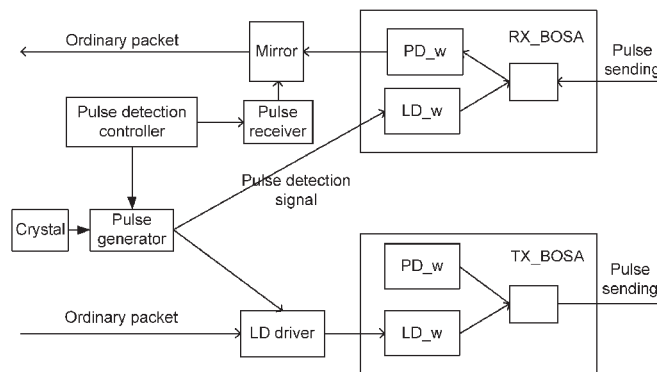 Ordinary packet
Mirror
PD_w
RX_BOSA
Pulse
sending
Pulse detection
controller
Pulse
receiver
LD_w
Pulse detection
signal
Crystal
Pulse
generator
PD_w
TX_BOSA
Pulse
sending
Ordinary packet
LD driver
LD_w